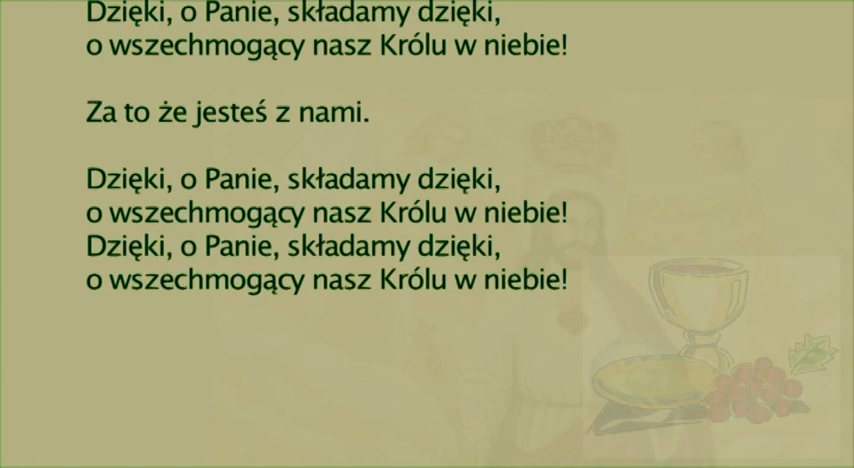 Dzięki, o Panie, składamy dzięki,
o wszechmogący nasz Królu w niebie!
Za to że jesteś z nami.
Dzięki, o Panie, składamy dzięki,
o wszechmogący nasz Królu w niebie!
Dzięki, o Panie, składamy dzięki,
o wszechmogący nasz Królu w niebie!